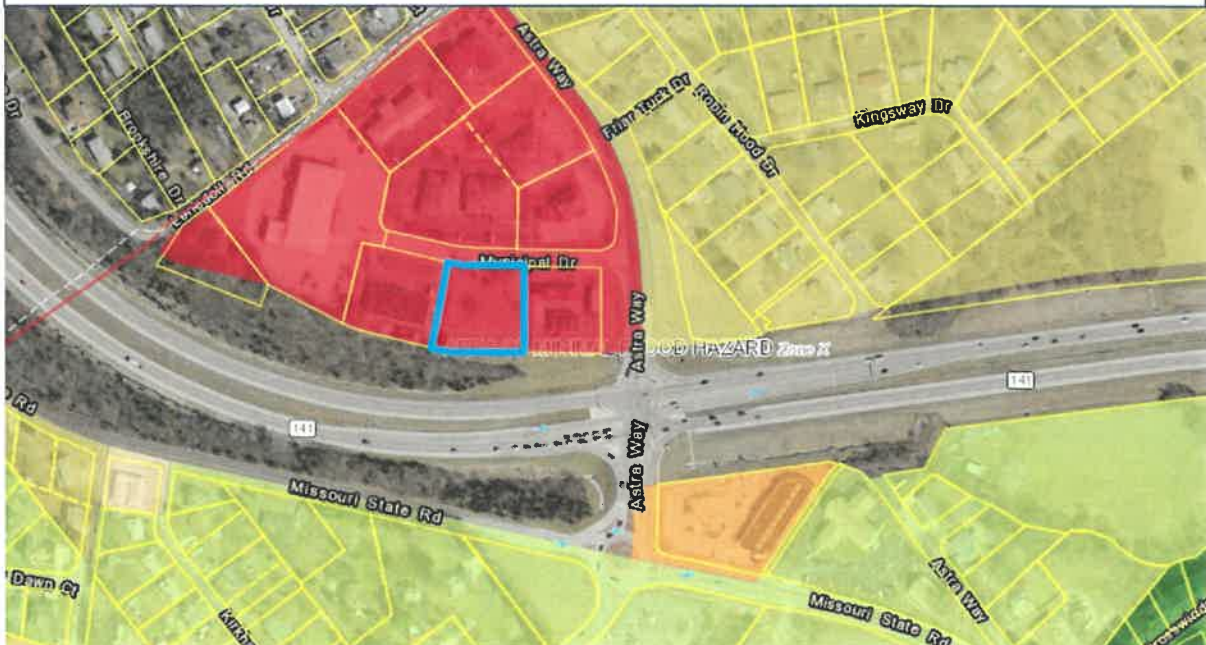 Astra Way
Friar Tuck Dr
Robin Hood Dr
Kingsway Dr
Brookshire Dr
Dr
Rd
Municipal Dr
Astra Way
HAZARD Zone X
141
141
Rd
Astra Way
Missouri State Rd
Dawn Ct
Astra Way
Missouri State Rd